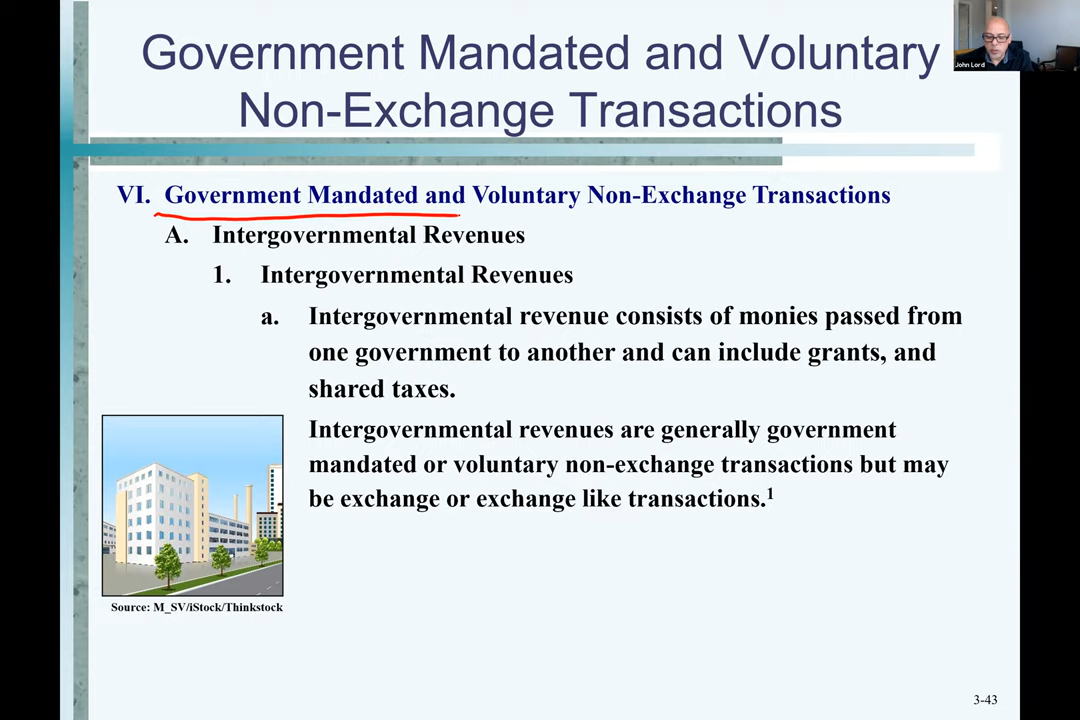 Government Mandated and Voluntary
Non-Exchange Transactions
John Lord
VI. Government Mandated and Voluntary Non-Exchange Transactions
A. Intergovernmental Revenues
1. Intergovernmental Revenues
a. Intergovernmental revenue consists of monies passed from
one government to another and can include grants, and
shared taxes.
Intergovernmental revenues are generally government
mandated or voluntary non-exchange transactions but may
be exchange or exchange like transactions.¹
Source: M_SV/iStock/Thinkstock
3-43